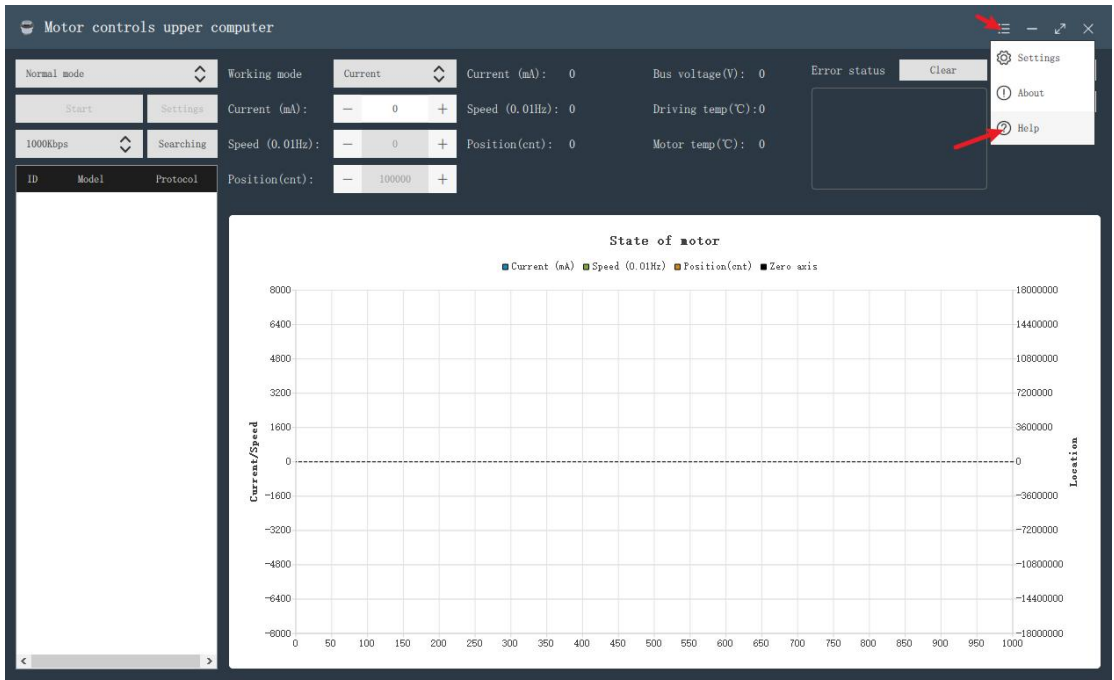 Motor controls upper computer
Settings
About
Help
Normal mode
Start Settings
1000Kbps Searching
ID Model Protocol
Working mode Current
Current (mA): − 0 +
Speed (0.01Hz): − 0 +
Position(cnt): − 100000 +
Current (mA): 0
Speed (0.01Hz): 0
Position(cnt): 0
Bus voltage(V): 0
Driving temp(℃):0
Motor temp(℃): 0
Error status Clear
State of motor
Current (mA) Speed (0.01Hz) Position(cnt) Zero axis
8000 18000000
6400 14400000
4800 10800000
3200 7200000
1600 3600000
0 0
-1600 -3600000
-3200 -7200000
-4800 -10800000
-6400 -14400000
-8000 -18000000
Current/Speed
Location
0 50 100 150 200 250 300 350 400 450 500 550 600 650 700 750 800 850 900 950 1000